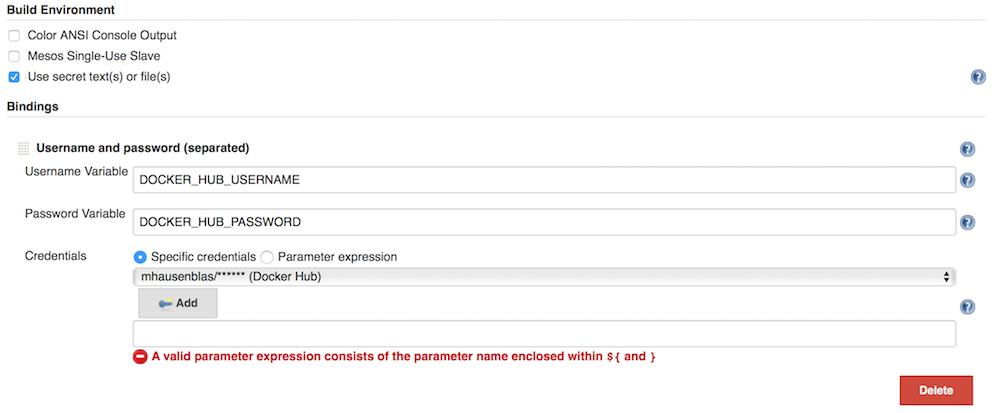 Build Environment
Color ANSI Console Output
Mesos Single-Use Slave
Use secret text(s) or file(s)
?
Bindings
Username and password (separated)
?
Username Variable
DOCKER_HUB_USERNAME
?
Password Variable
DOCKER_HUB_PASSWORD
?
Credentials
Specific credentials Parameter expression
mhausenblas/****** (Docker Hub)
Add
?
A valid parameter expression consists of the parameter name enclosed within ${ and }
Delete